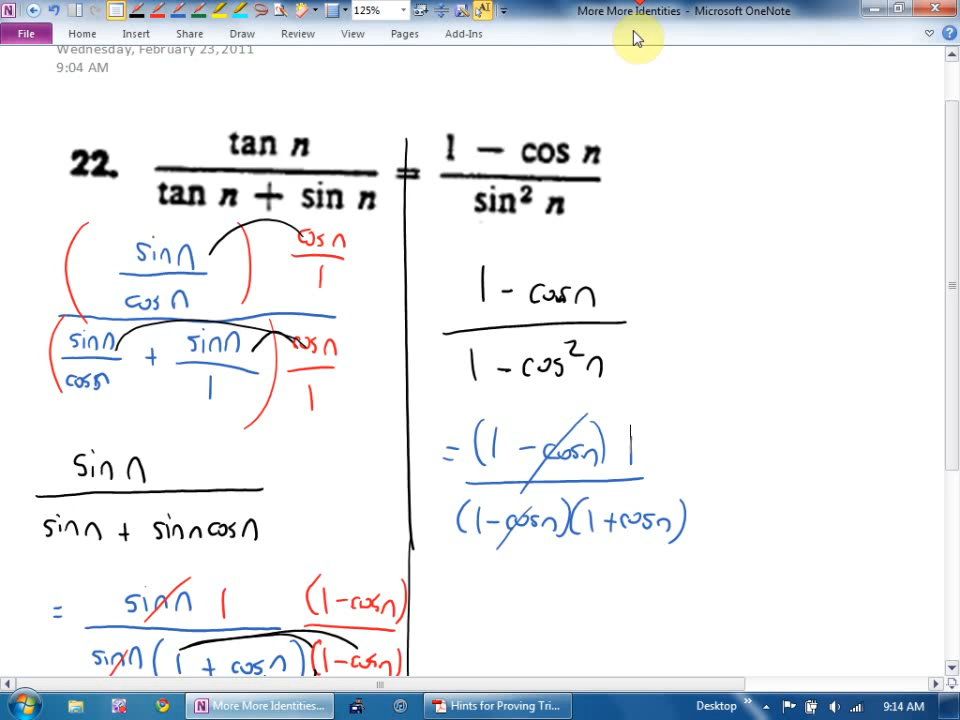 125%
More More Identities - Microsoft OneNote
File Home Insert Share Draw Review View Pages Add-Ins
Wednesday, February 23, 2011
9:04 AM
22. tan n / (tan n + sin n) = (1 - cos n) / sin² n
(sin n / cos n) cos n / 1
(sin n / cos n + sin n / 1) cos n / 1
sin n
sin n + sin n cos n
= sin n 1 (1 - cos n)
sin n (1 + cos n) (1 - cos n)
1 - cos n
1 - cos² n
= (1 - cos n) 1
(1 - cos n)(1 + cos n)
More More Identities... Hints for Proving Tri... Desktop 9:14 AM